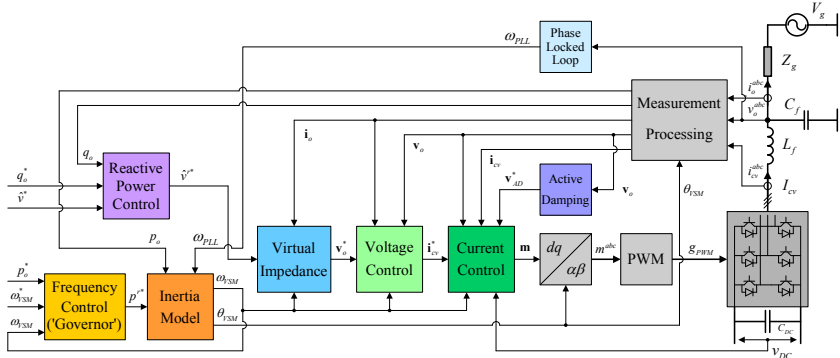 V_g
ω_PLL
Phase
Locked
Loop
Z_g
i_o^abc
v_o^abc
C_f
Measurement
Processing
L_f
i_cv^abc
I_cv
q_o
i_o
v_o
i_cv
q_o^*
v̂^*
Reactive
Power
Control
v̂^r*
v_AD^*
Active
Damping
v_o
θ_VSM
p_o
ω_PLL
Virtual
Impedance
v_o^*
Voltage
Control
i_cv^*
Current
Control
m
dq
αβ
m^abc
PWM
g_PWM
p_o^*
ω_VSM^*
ω_VSM
Frequency
Control
('Governor')
p^r*
Inertia
Model
ω_VSM
θ_VSM
C_DC
v_DC